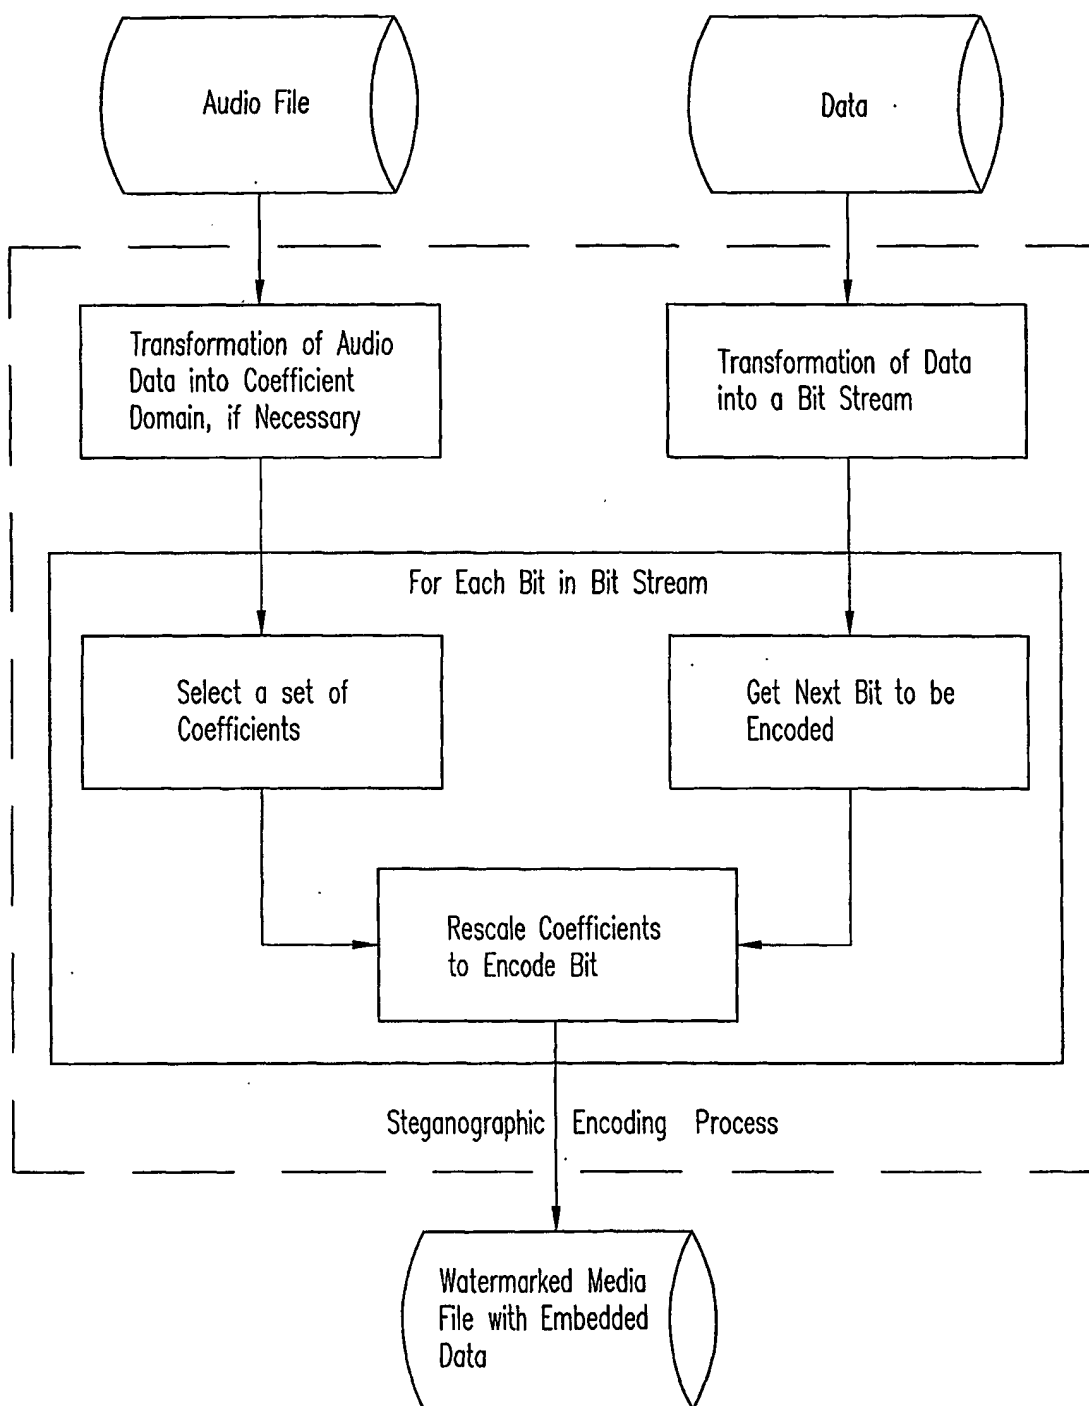 Audio File
Data
Transformation of Audio
Data into Coefficient
Domain, if Necessary
Transformation of Data
into a Bit Stream
For Each Bit in Bit Stream
Select a set of
Coefficients
Get Next Bit to be
Encoded
Rescale Coefficients
to Encode Bit
Steganographic Encoding Process
Watermarked Media
File with Embedded
Data